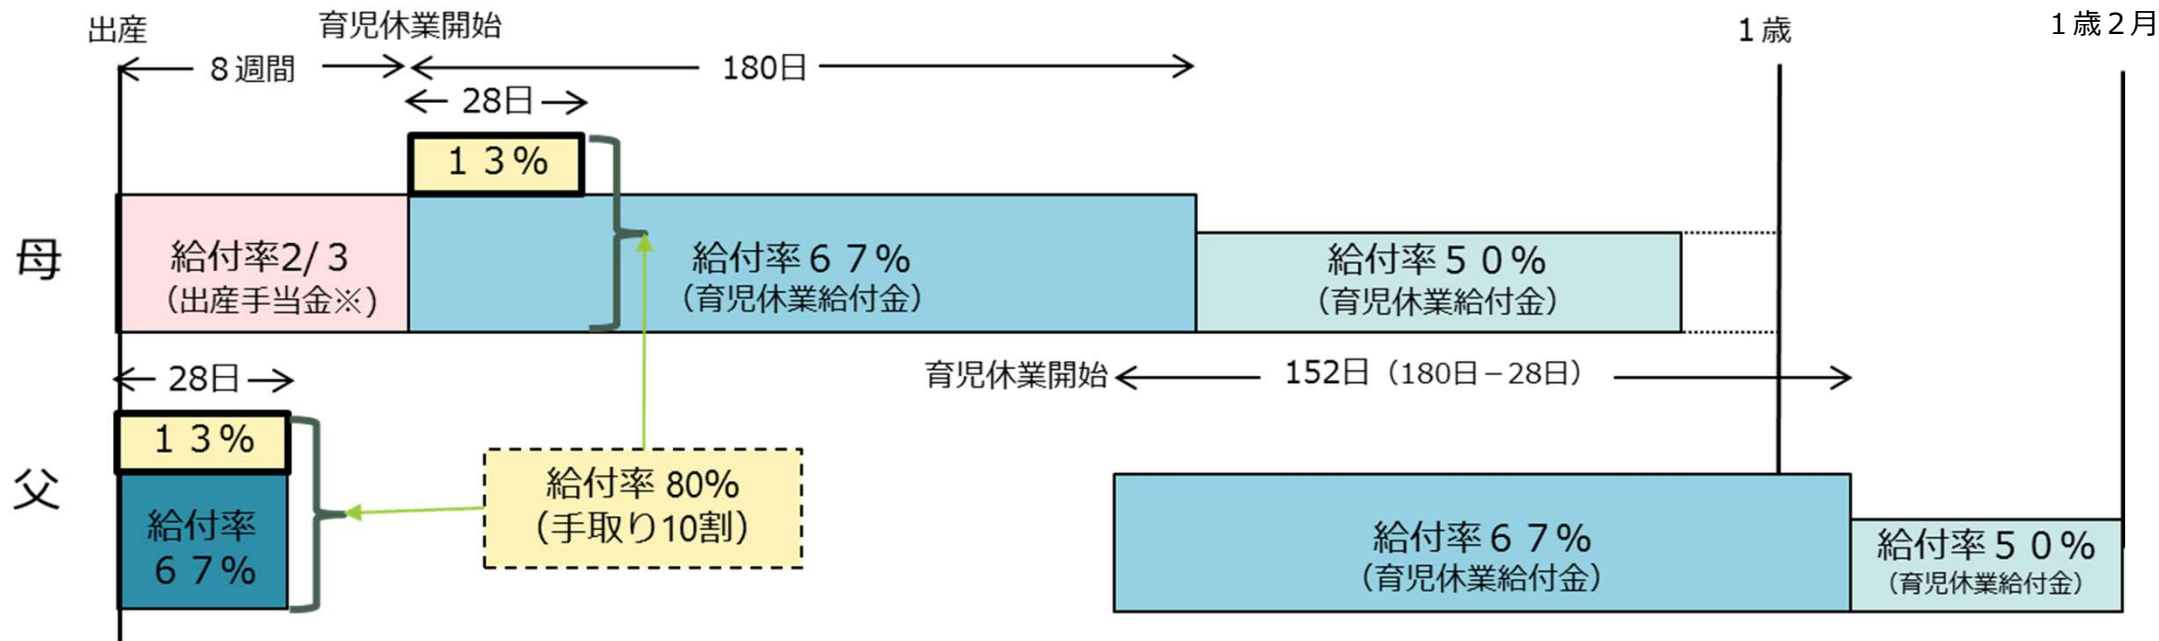 出産
育児休業開始
１歳
１歳２月
８週間
180日
28日
１３%
母
給付率2/３
（出産手当金※）
給付率６７%
（育児休業給付金）
給付率５０%
（育児休業給付金）
28日
育児休業開始
152日（180日－28日）
１３%
父
給付率
６７%
給付率 80%
（手取り10割）
給付率６７%
（育児休業給付金）
給付率５０%
（育児休業給付金）